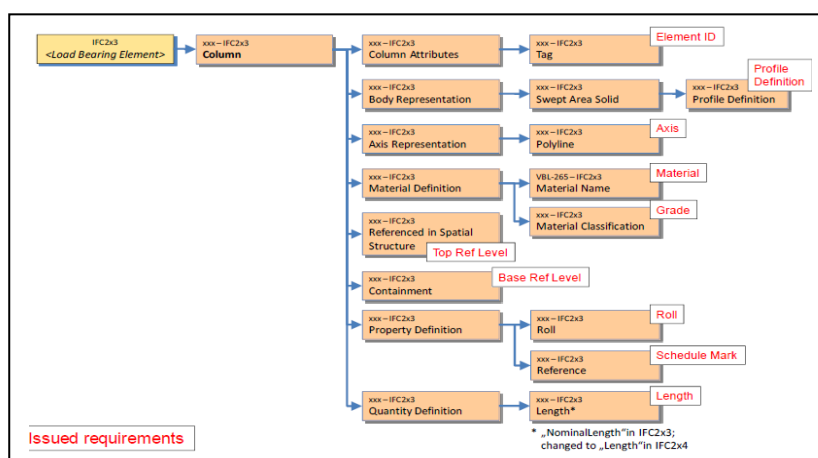 IFC2x3
<Load Bearing Element>
xxx – IFC2x3
Column
xxx – IFC2x3
Column Attributes
xxx – IFC2x3
Tag
Element ID
xxx – IFC2x3
Body Representation
xxx – IFC2x3
Swept Area Solid
xxx – IFC2x3
Profile Definition
Profile
Definition
xxx – IFC2x3
Axis Representation
xxx – IFC2x3
Polyline
Axis
xxx – IFC2x3
Material Definition
VBL-265 – IFC2x3
Material Name
Material
xxx – IFC2x3
Material Classification
Grade
xxx – IFC2x3
Referenced in Spatial
Structure
Top Ref Level
xxx – IFC2x3
Containment
Base Ref Level
xxx – IFC2x3
Property Definition
xxx – IFC2x3
Roll
Roll
xxx – IFC2x3
Reference
Schedule Mark
xxx – IFC2x3
Quantity Definition
xxx – IFC2x3
Length*
Length
* „NominalLength“in IFC2x3;
changed to „Length“in IFC2x4
Issued requirements